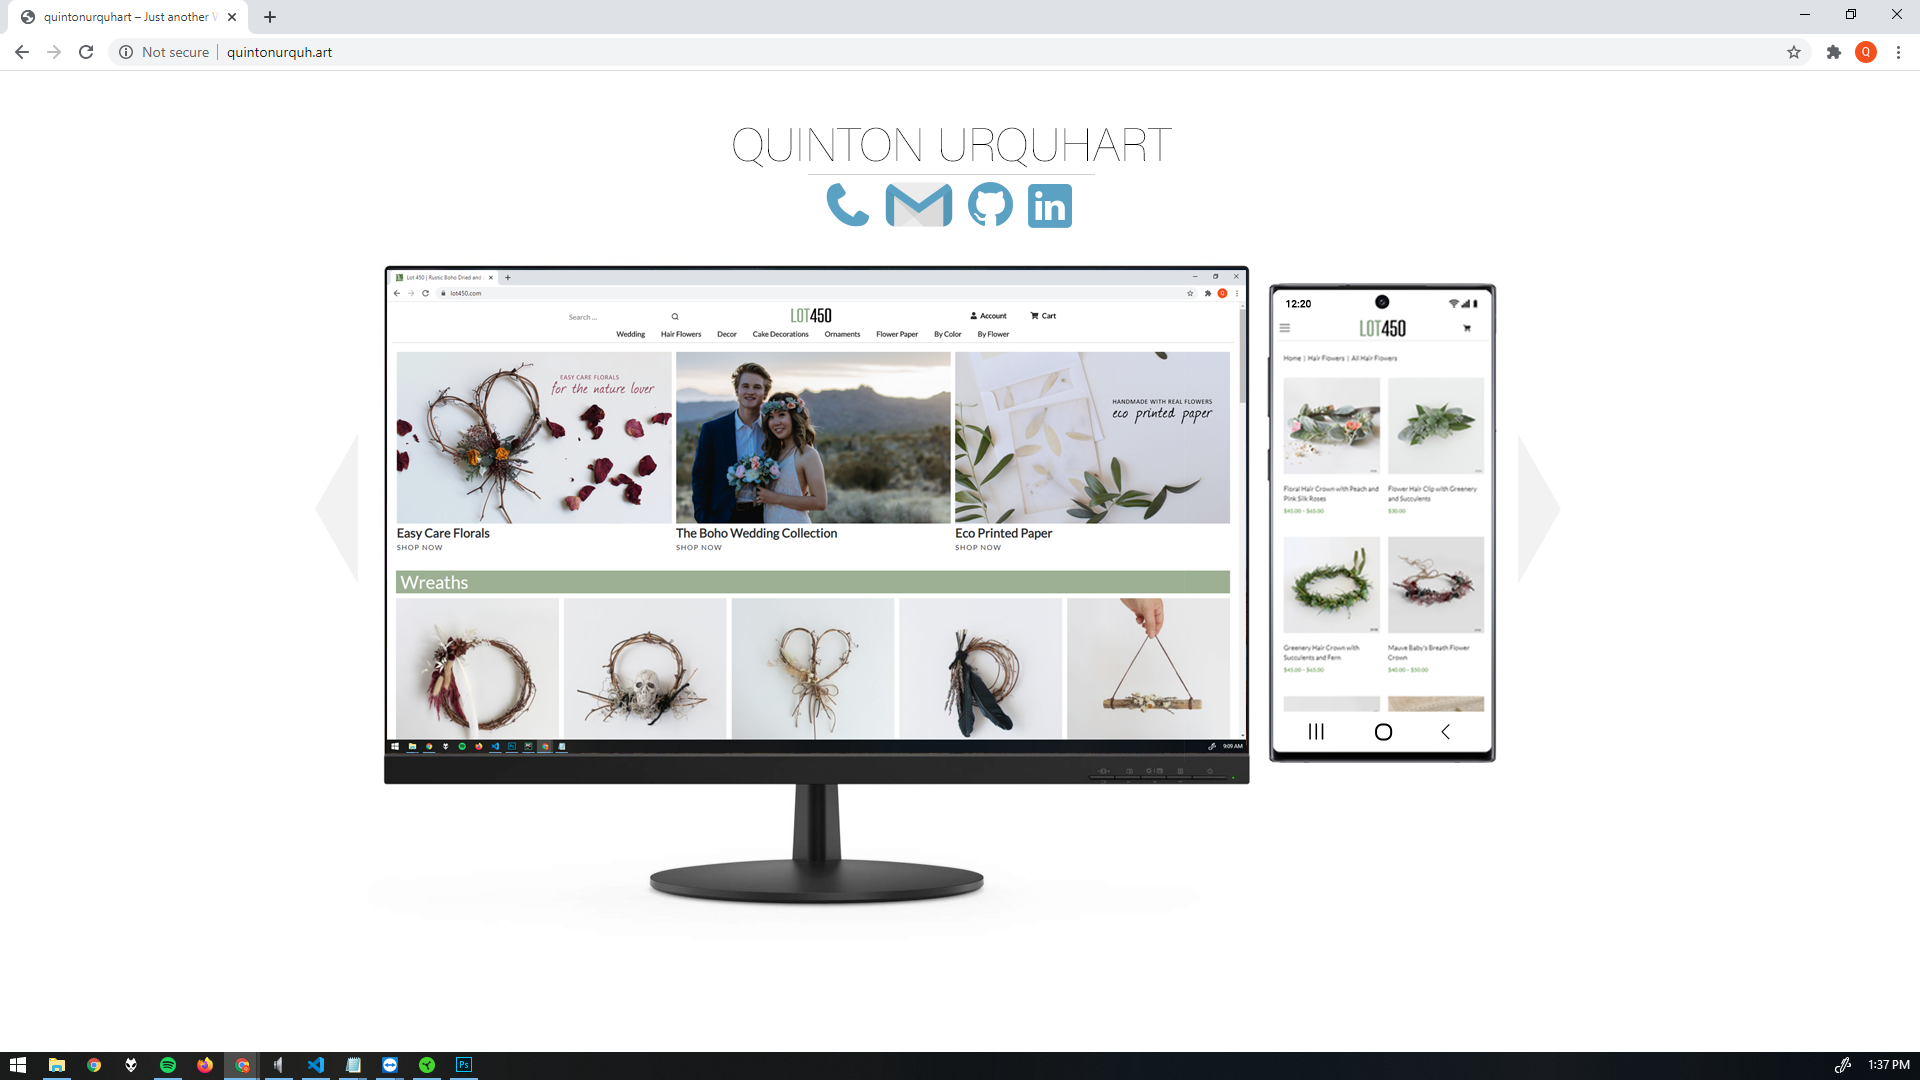 quintonurquhart – Just another
Not secure
quintonurquh.art
Q
QUINTON URQUHART
in
Lot 450 | Rustic Boho Dried and
lot450.com
Q
Search ...
LOT450
Account
Cart
Wedding Hair Flowers Decor Cake Decorations Ornaments Flower Paper By Color By Flower
EASY CARE FLORALS
for the nature lover
HANDMADE WITH REAL FLOWERS
eco printed paper
Easy Care Florals
SHOP NOW
The Boho Wedding Collection
SHOP NOW
Eco Printed Paper
SHOP NOW
Wreaths
9:09 AM
12:20
LOT450
Home | Hair Flowers | All Hair Flowers
Floral Hair Crown with Peach and
Pink Silk Roses
$45.00 – $65.00
Flower Hair Clip with Greenery
and Succulents
$30.00
Greenery Hair Crown with
Succulents and Fern
$45.00 – $65.00
Mauve Baby's Breath Flower
Crown
$40.00 – $50.00
Ps
1:37 PM